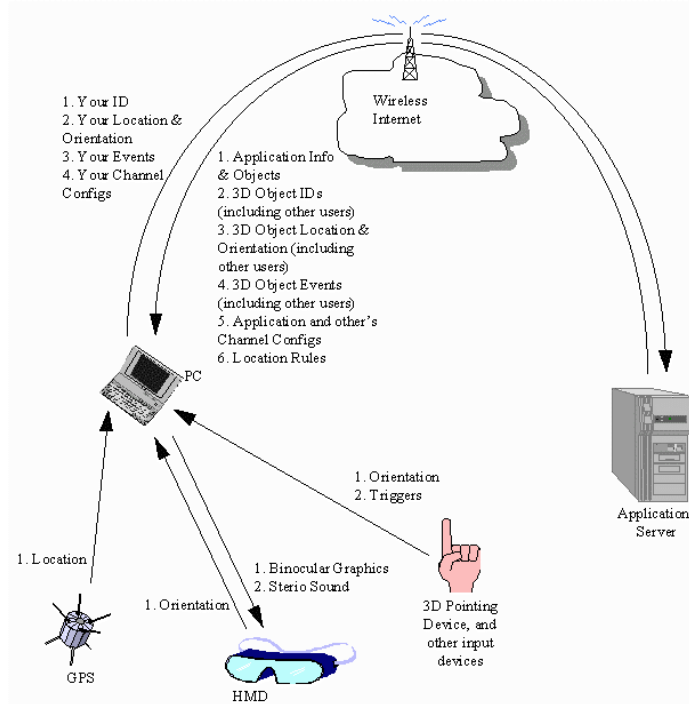 Wireless
Internet
1. Your ID
2. Your Location &
Orientation
3. Your Events
4. Your Channel
Configs
1. Application Info
& Objects
2. 3D Object IDs
(including other users)
3. 3D Object Location &
Orientation (including
other users)
4. 3D Object Events
(including other users)
5. Application and other's
Channel Configs
6. Location Rules
PC
Application
Server
1. Orientation
2. Triggers
1. Location
1. Binocular Graphics
2. Sterio Sound
1. Orientation
3D Pointing
Device, and
other input
devices
GPS
HMD